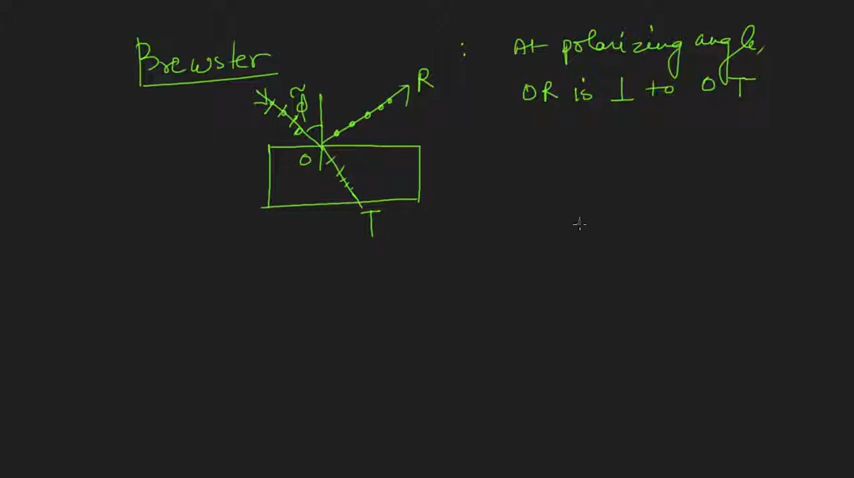 Brewster : At polarizing angle,
OR is ⊥ to OT
R
φ̃
O
T